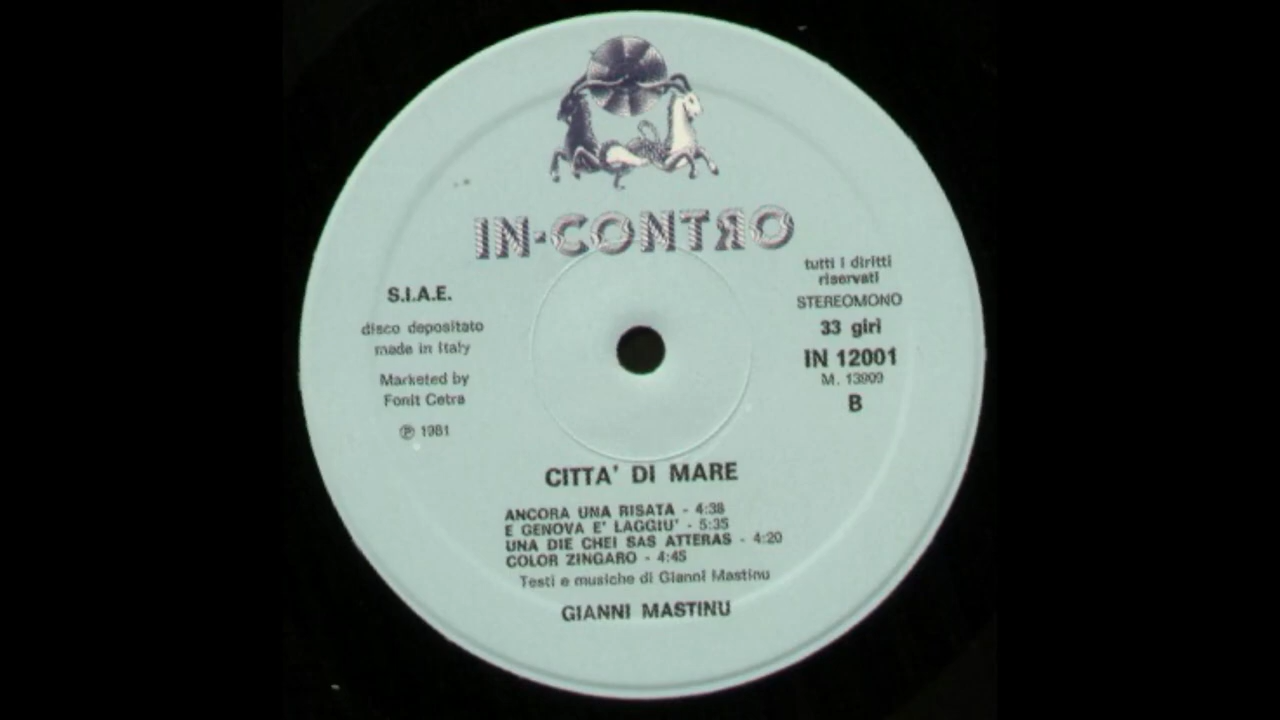 IN-CONTRO
S.I.A.E.
disco depositato
made in Italy
Marketed by
Fonit Cetra
℗ 1981
tutti i diritti
riservati
STEREOMONO
33 giri
IN 12001
M. 13909
B
CITTA' DI MARE
ANCORA UNA RISATA - 4:38
E GENOVA E' LAGGIU' - 5:35
UNA DIE CHEI SAS ATTERAS - 4:20
COLOR ZINGARO - 4:45
Testi e musiche di Gianni Mastinu
GIANNI MASTINU